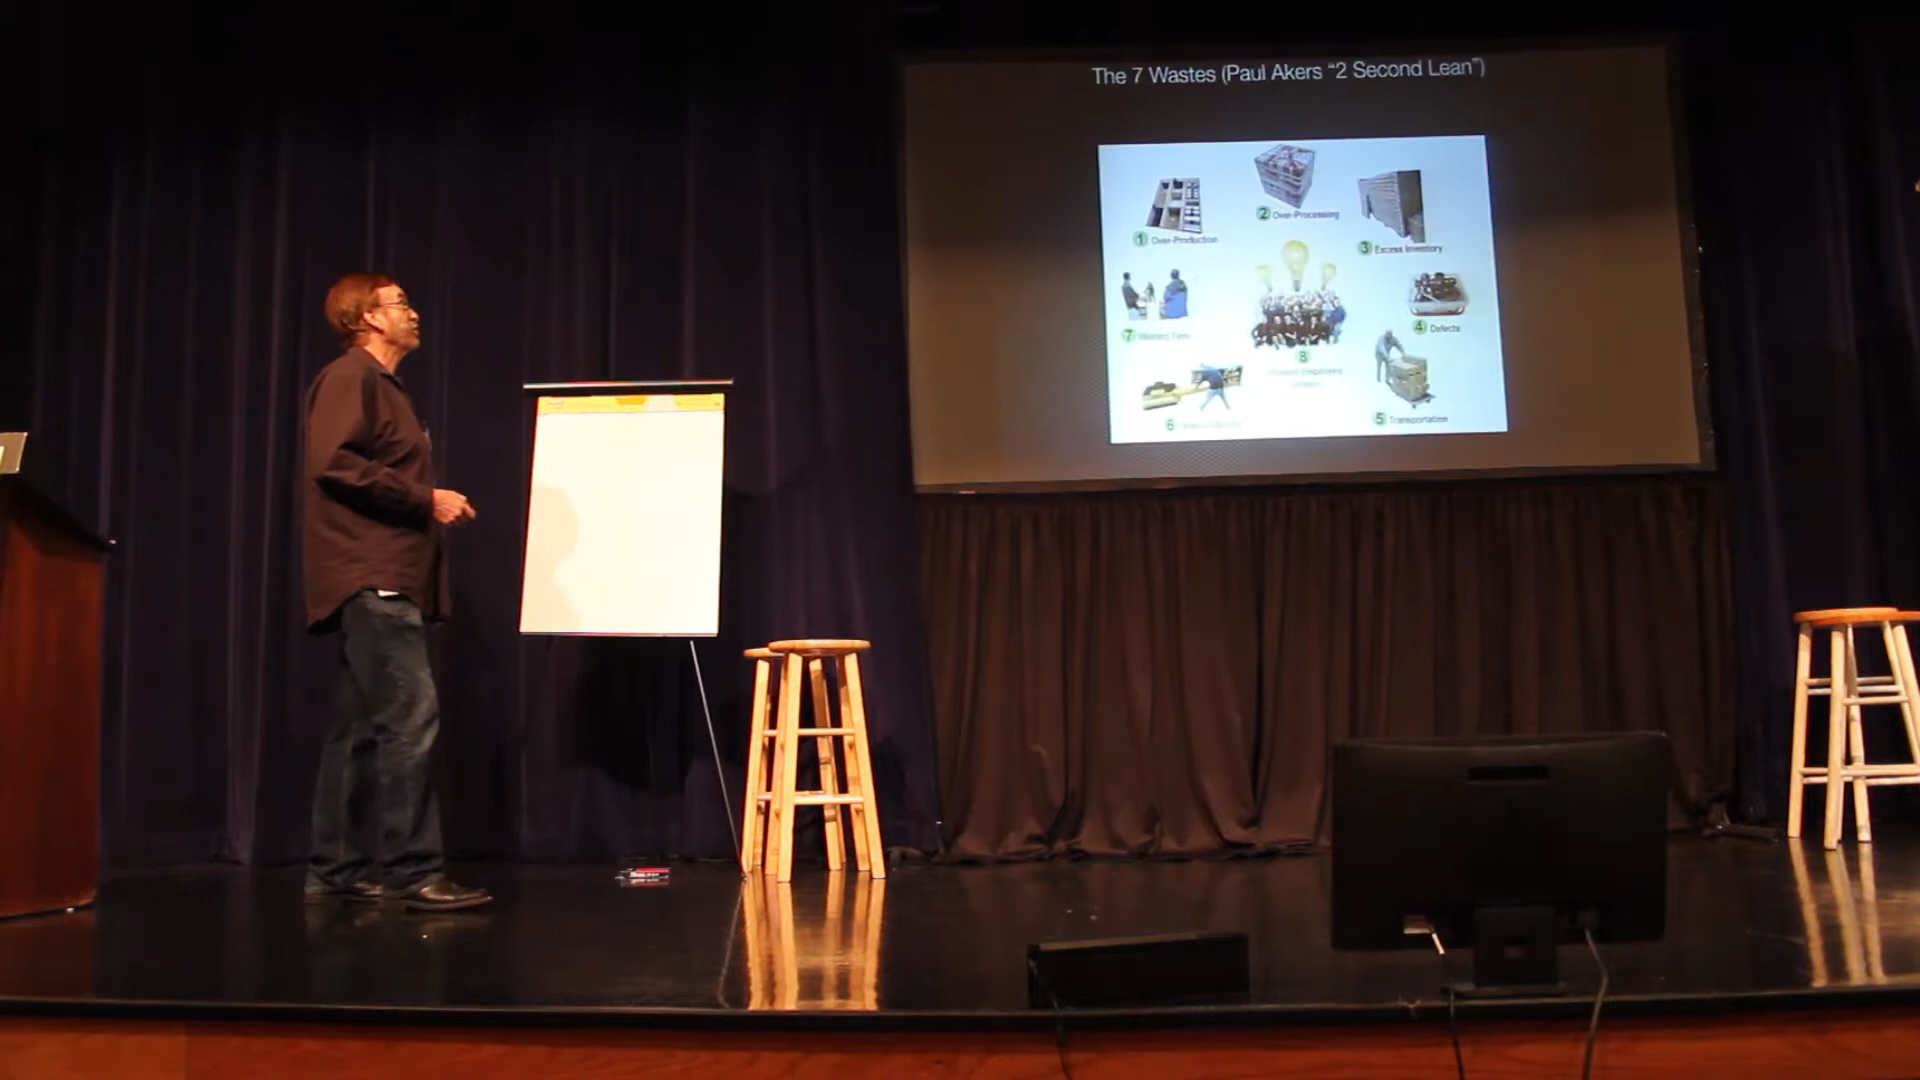 The 7 Wastes (Paul Akers “2 Second Lean”)
2 Over-Processing
1 Over-Production
3 Excess Inventory
4 Defects
7
8
5 Transportation
6